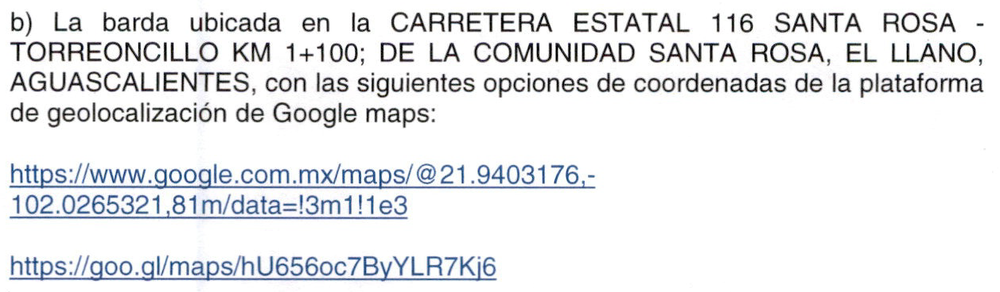 b) La barda ubicada en la CARRETERA ESTATAL 116 SANTA ROSA -
TORREONCILLO KM 1+100; DE LA COMUNIDAD SANTA ROSA, EL LLANO,
AGUASCALIENTES, con las siguientes opciones de coordenadas de la plataforma
de geolocalización de Google maps:
https://www.google.com.mx/maps/@21.9403176,-
102.0265321,81m/data=!3m1!1e3
https://goo.gl/maps/hU656oc7ByYLR7Kj6